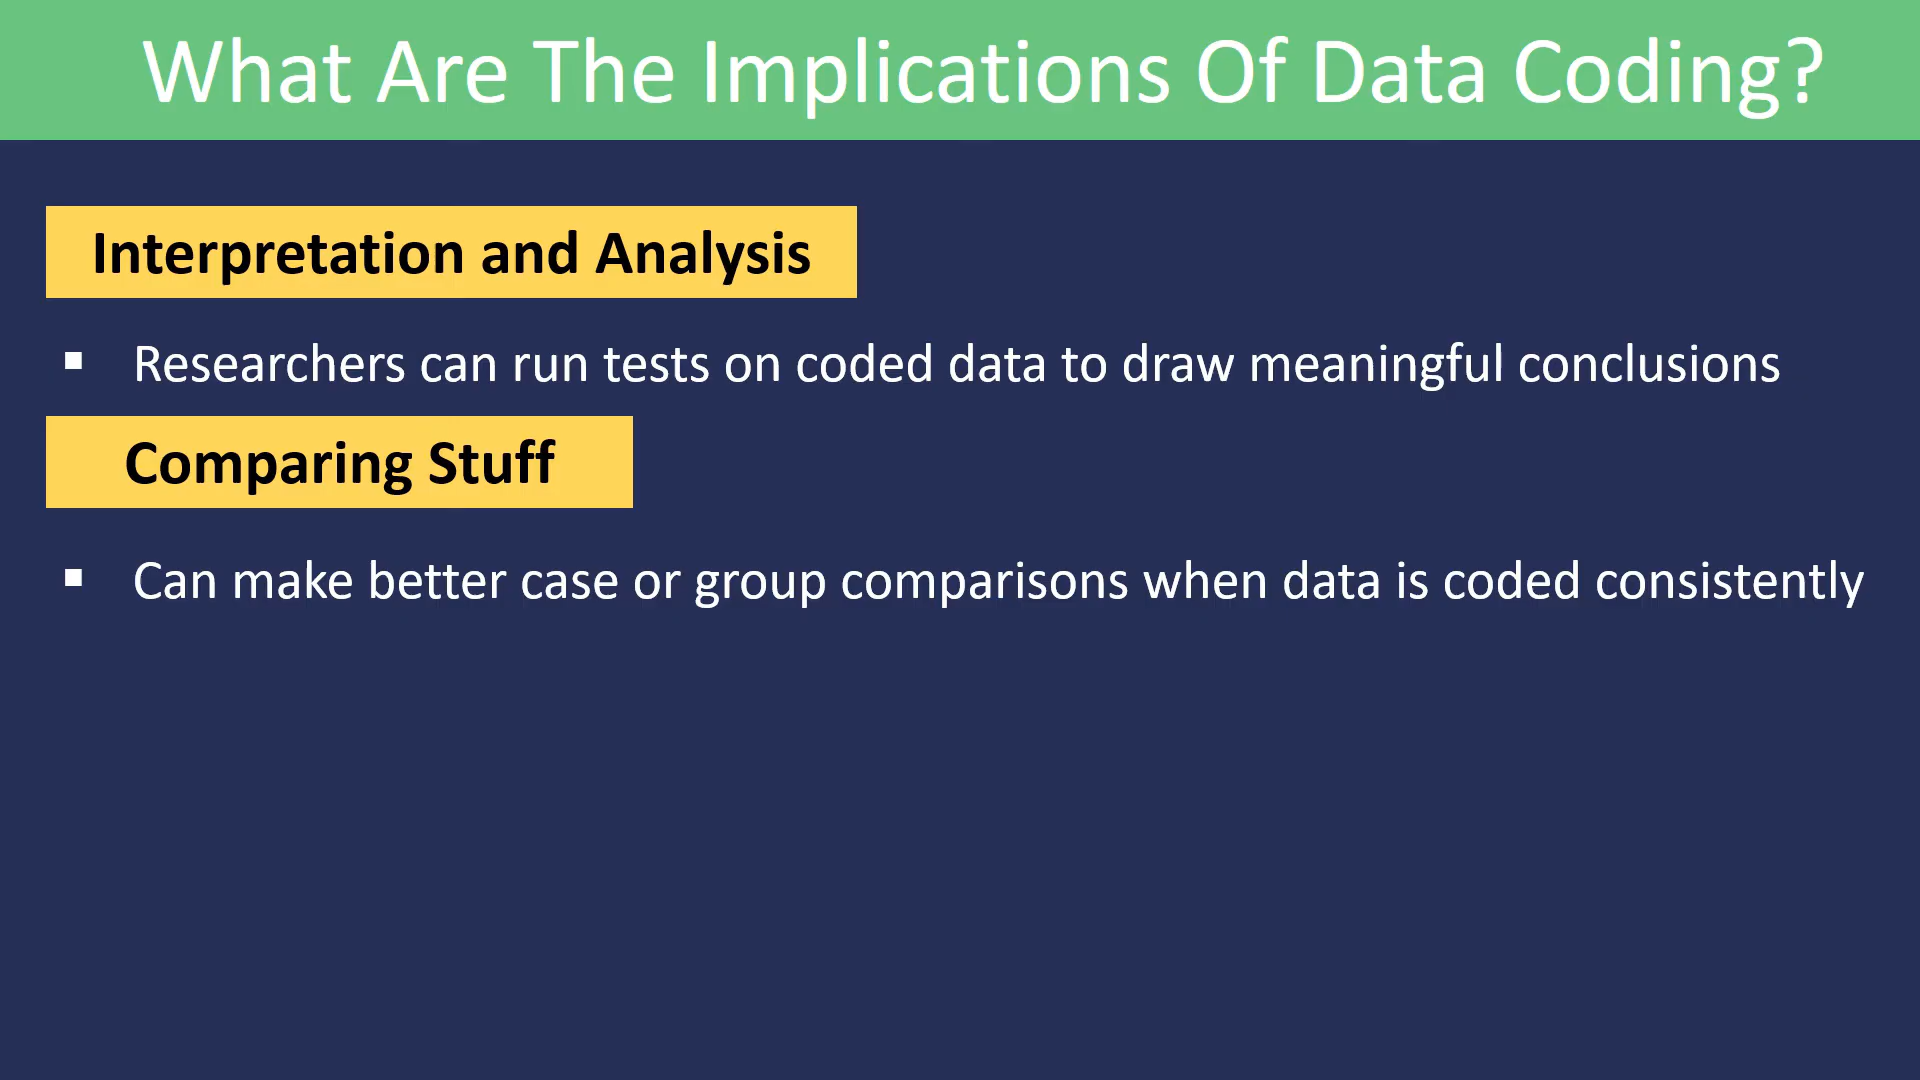 What Are The Implications Of Data Coding?
Interpretation and Analysis
▪ Researchers can run tests on coded data to draw meaningful conclusions
Comparing Stuff
▪ Can make better case or group comparisons when data is coded consistently